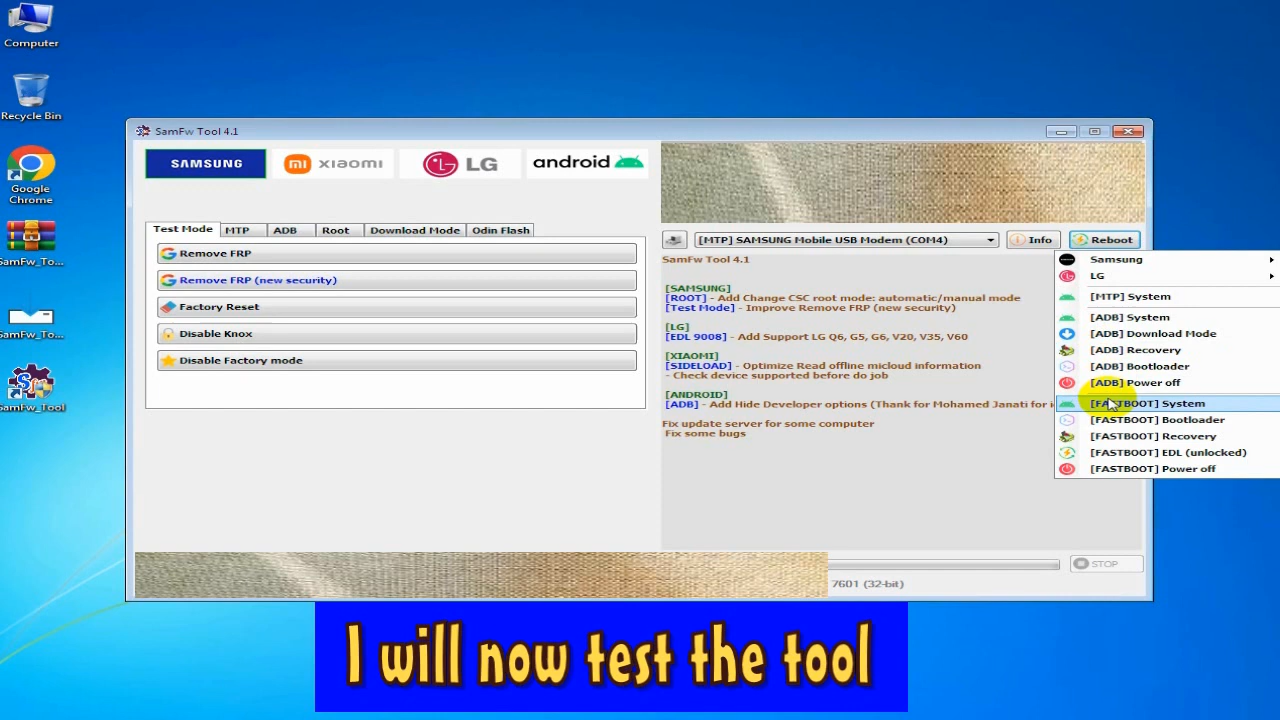 Computer
Recycle Bin
Google
Chrome
SamFw_To...
SamFw_To...
SamFw_Tool
SamFw Tool 4.1
SAMSUNG
mi xiaomi
LG
android
Test Mode
MTP
ADB
Root
Download Mode
Odin Flash
Remove FRP
Remove FRP (new security)
Factory Reset
Disable Knox
Disable Factory mode
[MTP] SAMSUNG Mobile USB Modem (COM4)
Info
Reboot
SamFw Tool 4.1
[SAMSUNG]
[ROOT] - Add Change CSC root mode: automatic/manual mode
[Test Mode] - Improve Remove FRP (new security)
[LG]
[EDL 9008] - Add Support LG Q6, G5, G6, V20, V35, V60
[XIAOMI]
[SIDELOAD] - Optimize Read offline micloud information
- Check device supported before do job
[ANDROID]
[ADB] - Add Hide Developer options (Thank for Mohamed Janati for i
Fix update server for some computer
Fix some bugs
Samsung
LG
[MTP] System
[ADB] System
[ADB] Download Mode
[ADB] Recovery
[ADB] Bootloader
[ADB] Power off
[FASTBOOT] System
[FASTBOOT] Bootloader
[FASTBOOT] Recovery
[FASTBOOT] EDL (unlocked)
[FASTBOOT] Power off
STOP
7601 (32-bit)
I will now test the tool